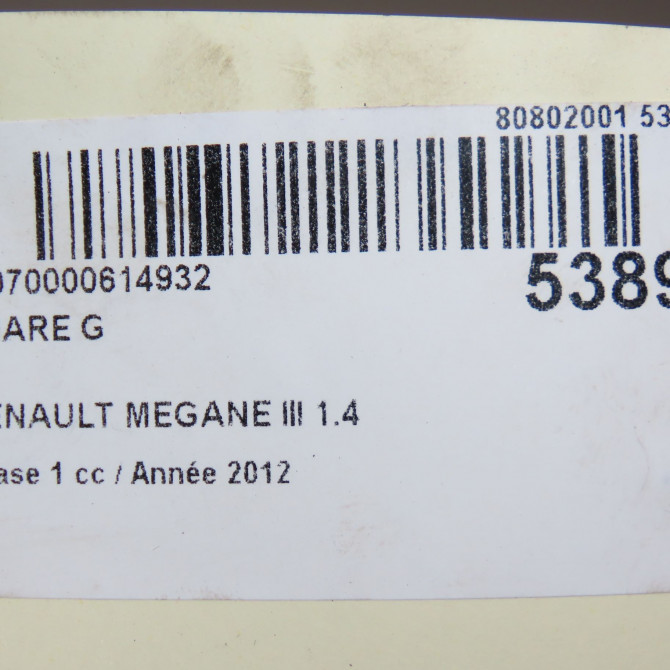 80802001 53
070000614932
5389
ARE G
ENAULT MEGANE III 1.4
ase 1 cc / Année 2012